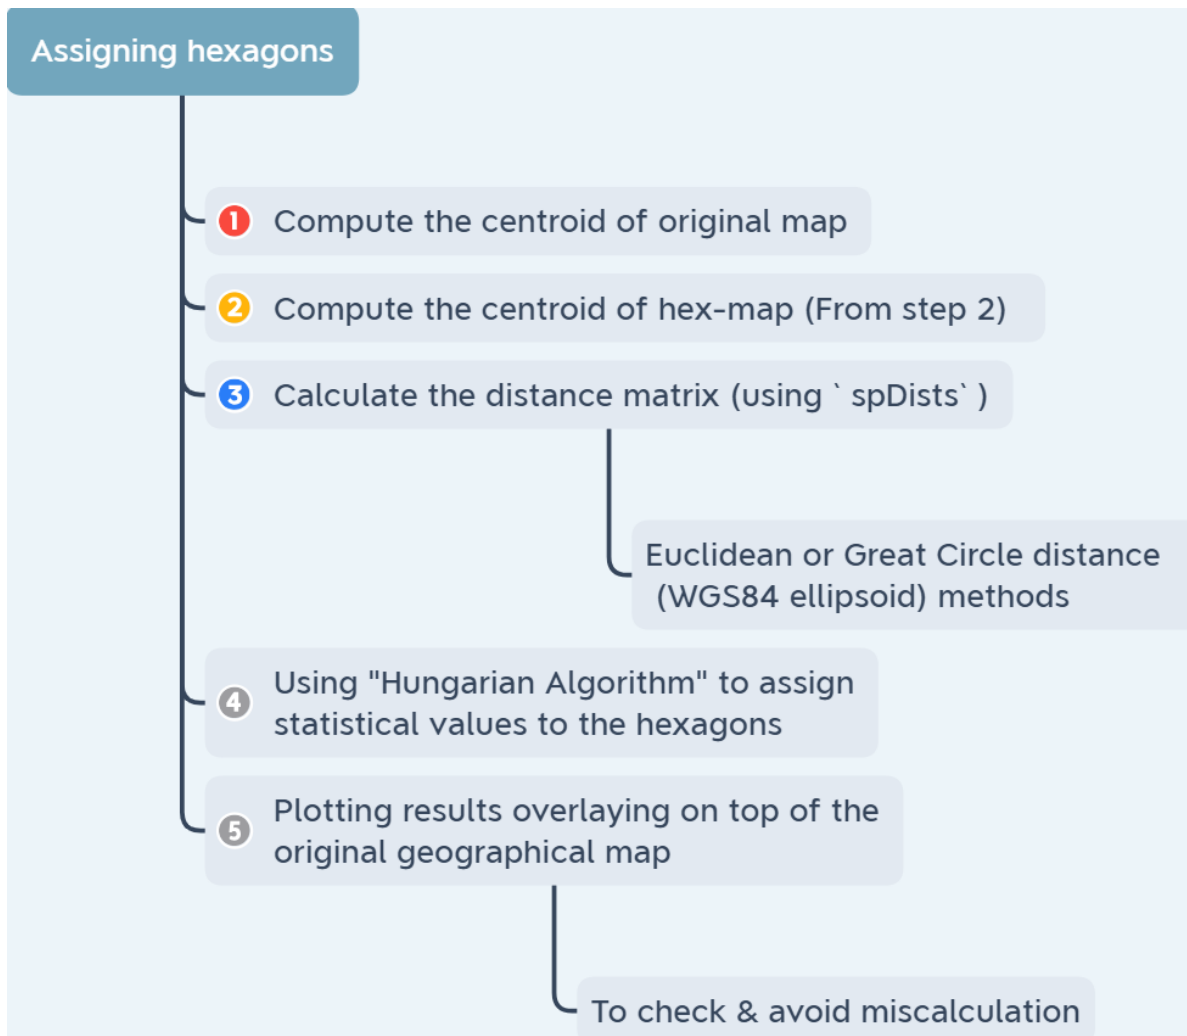 Assigning hexagons
1 Compute the centroid of original map
2 Compute the centroid of hex-map (From step 2)
3 Calculate the distance matrix (using ` spDists` )
Euclidean or Great Circle distance
(WGS84 ellipsoid) methods
4 Using "Hungarian Algorithm" to assign
statistical values to the hexagons
5 Plotting results overlaying on top of the
original geographical map
To check & avoid miscalculation